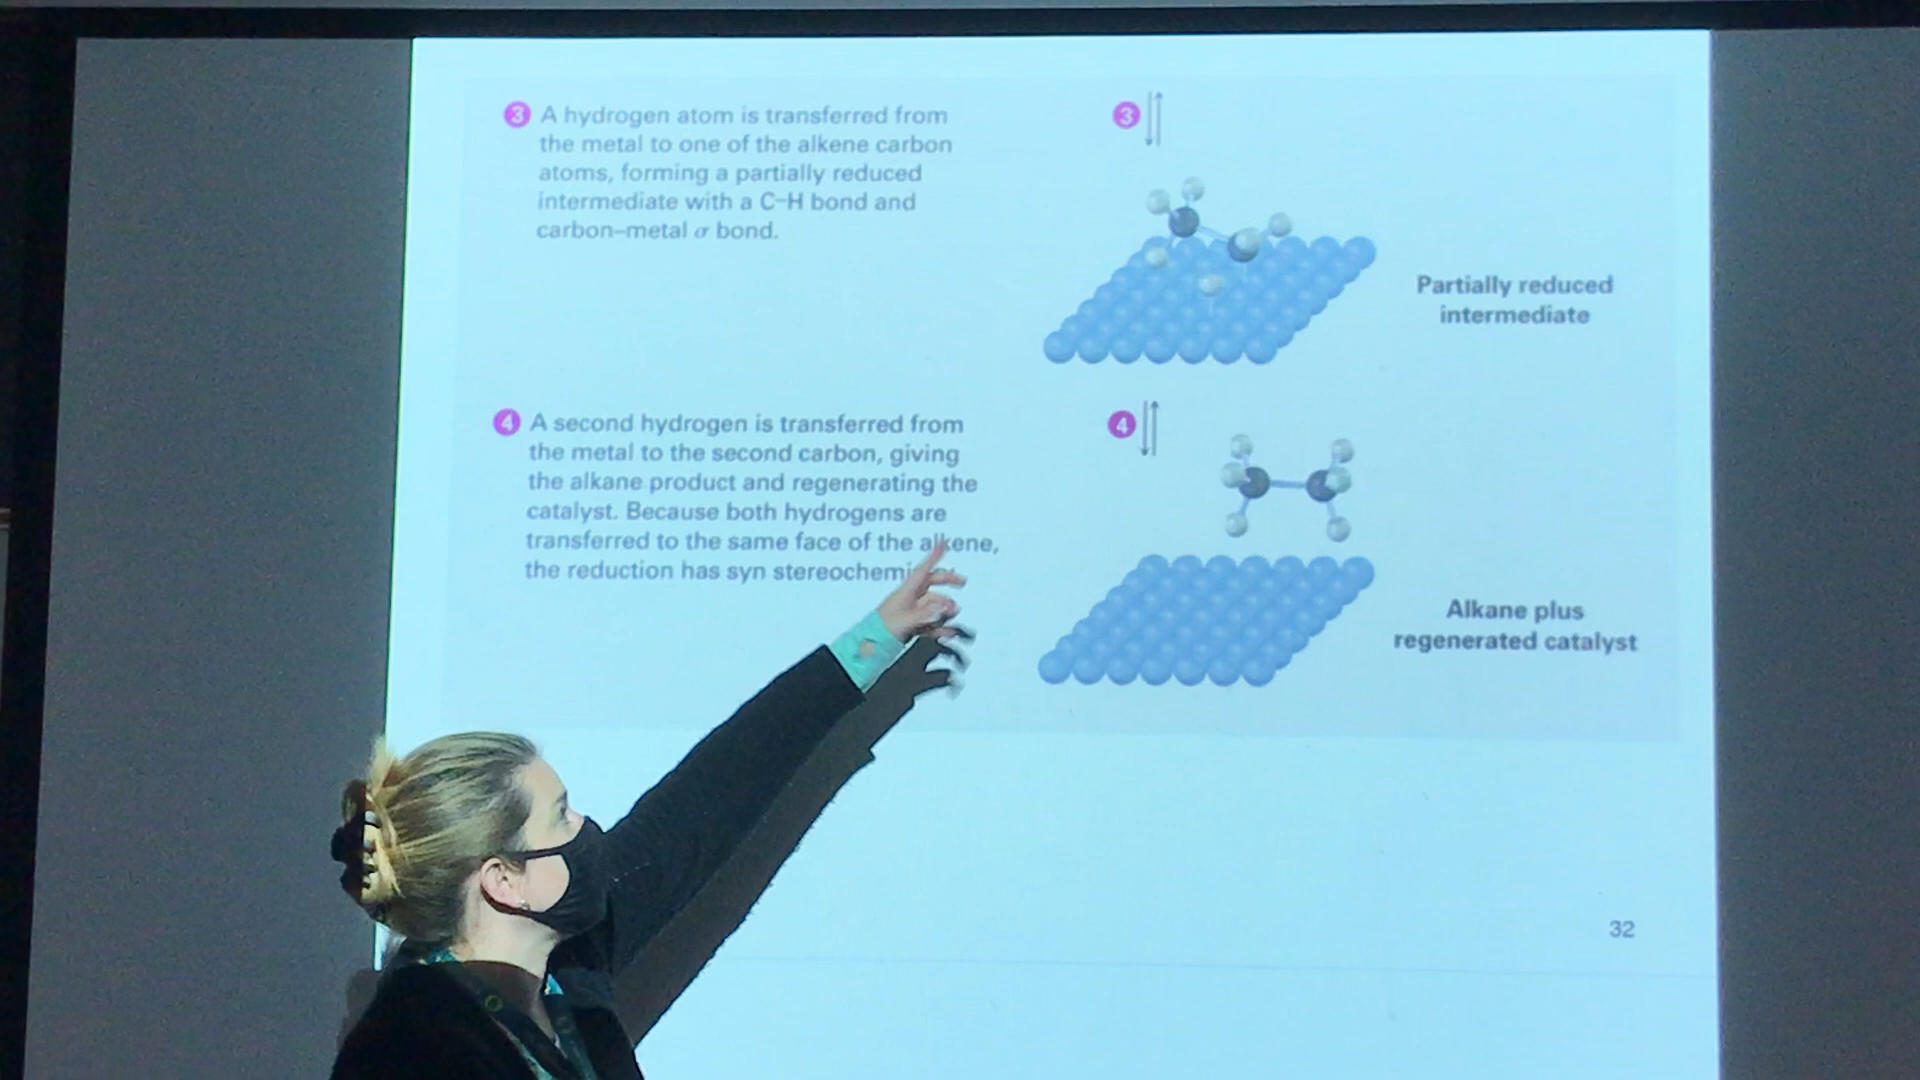 3 A hydrogen atom is transferred from
the metal to one of the alkene carbon
atoms, forming a partially reduced
intermediate with a C–H bond and
carbon–metal σ bond.
3
Partially reduced
intermediate
4 A second hydrogen is transferred from
the metal to the second carbon, giving
the alkane product and regenerating the
catalyst. Because both hydrogens are
transferred to the same face of the alkene,
the reduction has syn
4
Alkane plus
regenerated catalyst
32